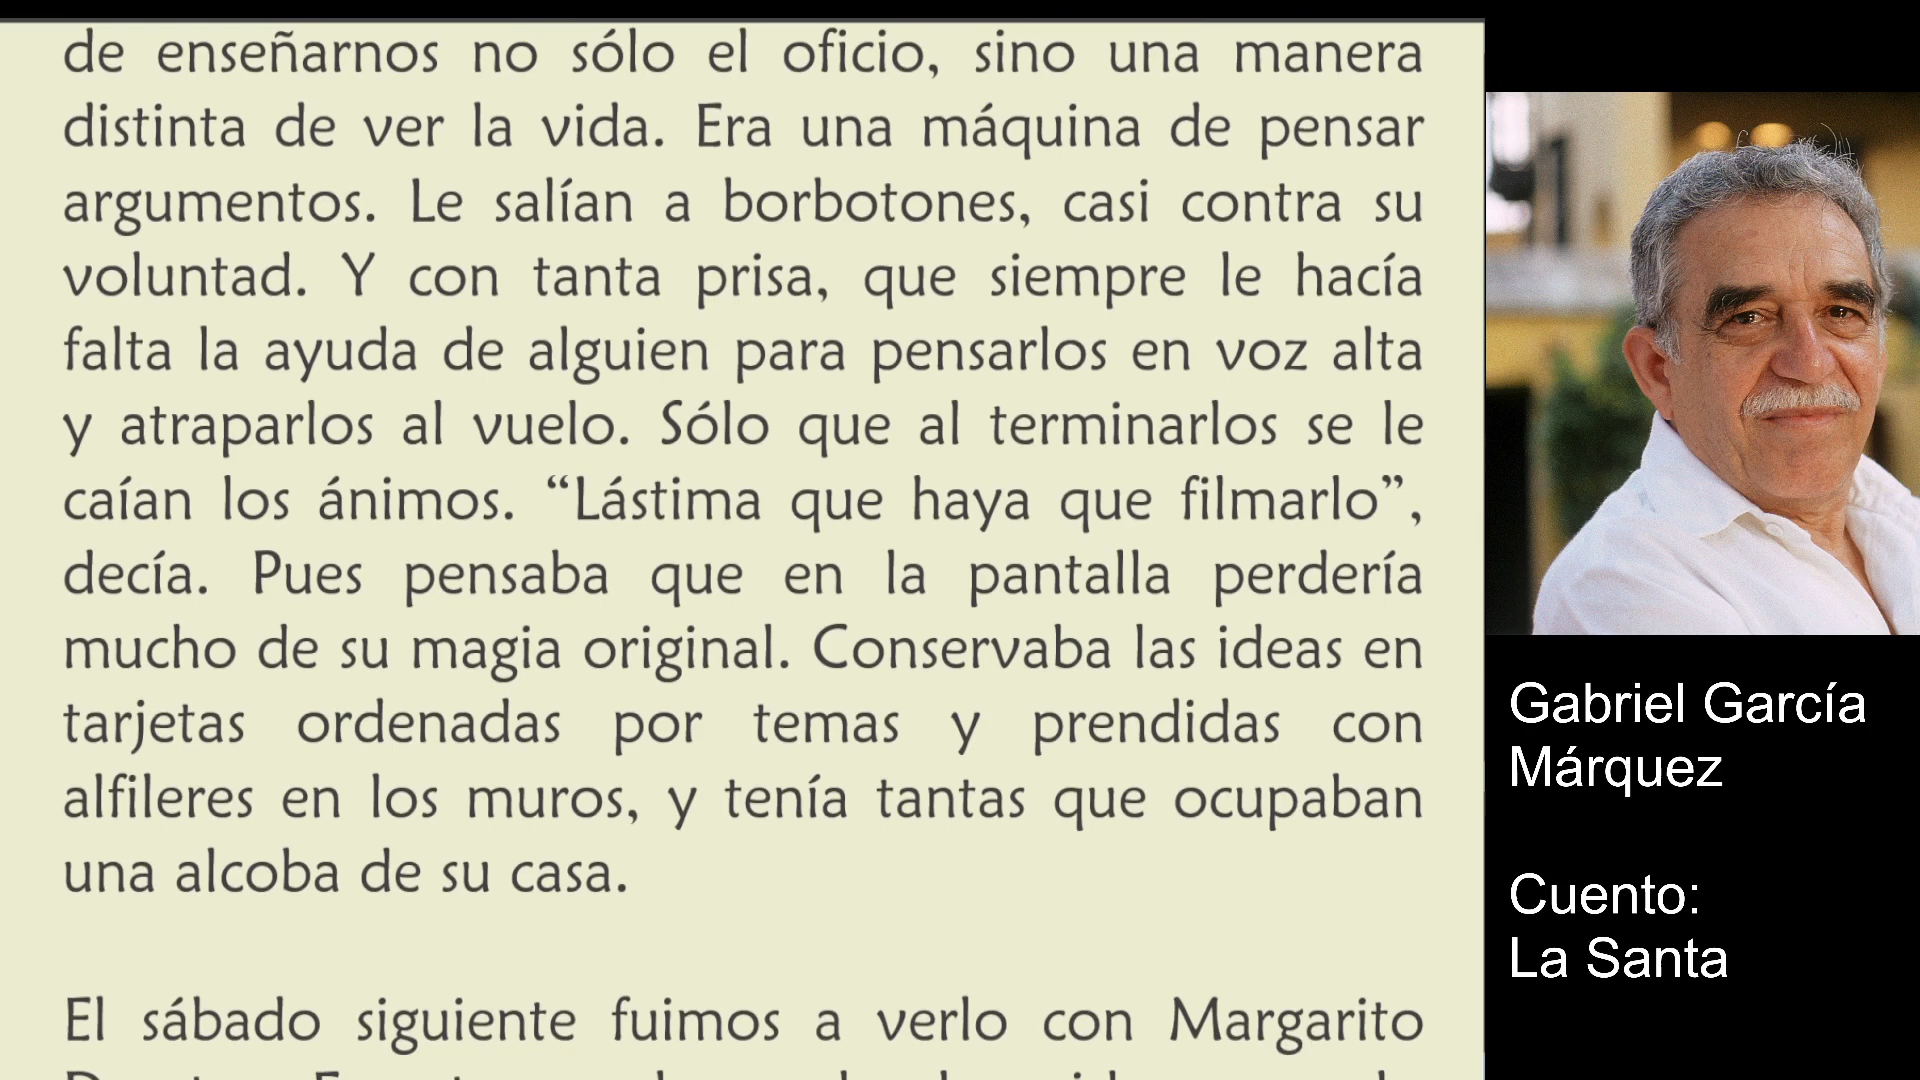 de enseñarnos no sólo el oficio, sino una manera
distinta de ver la vida. Era una máquina de pensar
argumentos. Le salían a borbotones, casi contra su
voluntad. Y con tanta prisa, que siempre le hacía
falta la ayuda de alguien para pensarlos en voz alta
y atraparlos al vuelo. Sólo que al terminarlos se le
caían los ánimos. “Lástima que haya que filmarlo”,
decía. Pues pensaba que en la pantalla perdería
mucho de su magia original. Conservaba las ideas en
tarjetas ordenadas por temas y prendidas con
alfileres en los muros, y tenía tantas que ocupaban
una alcoba de su casa.
El sábado siguiente fuimos a verlo con Margarito
Gabriel García
Márquez
Cuento:
La Santa